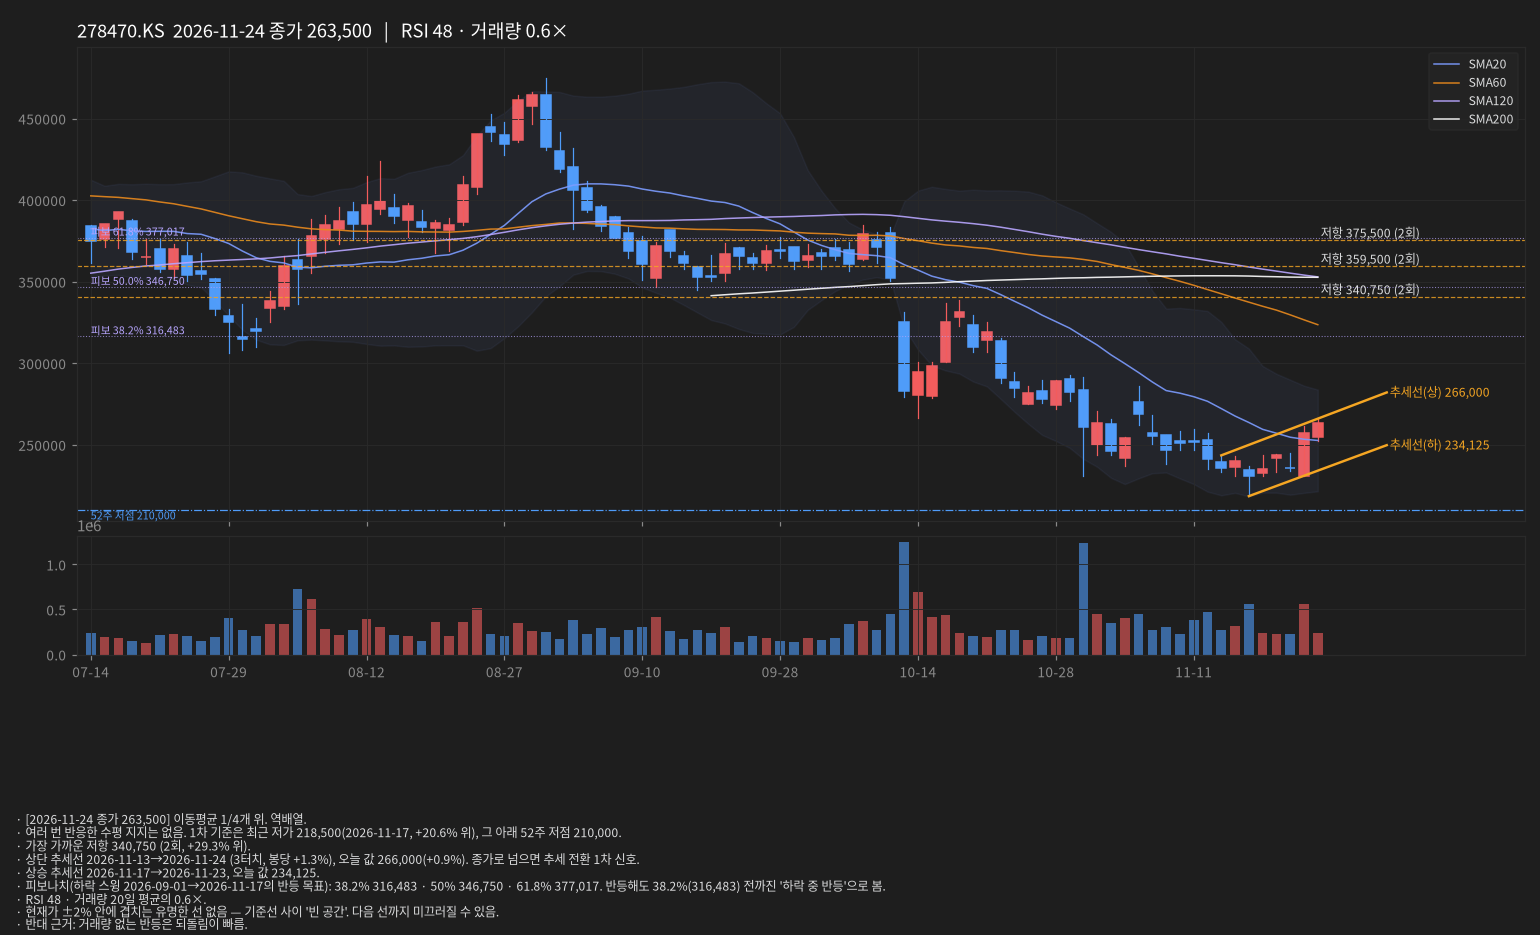 278470.KS 2026-11-24 종가 263,500 | RSI 48 · 거래량 0.6×
SMA20
SMA60
SMA120
SMA200
450000
400000
350000
300000
250000
피보 61.8% 377,017
피보 50.0% 346,750
피보 38.2% 316,483
저항 375,500 (2회)
저항 359,500 (2회)
저항 340,750 (2회)
추세선(상) 266,000
추세선(하) 234,125
52주 저점 210,000
1e6
1.0
0.5
0.0
07-14
07-29
08-12
08-27
09-10
09-28
10-14
10-28
11-11
· [2026-11-24 종가 263,500] 이동평균 1/4개 위. 역배열.
· 여러 번 반응한 수평 지지는 없음. 1차 기준은 최근 저가 218,500(2026-11-17, +20.6% 위), 그 아래 52주 저점 210,000.
· 가장 가까운 저항 340,750 (2회, +29.3% 위).
· 상단 추세선 2026-11-13→2026-11-24 (3터치, 봉당 +1.3%), 오늘 값 266,000(+0.9%). 종가로 넘으면 추세 전환 1차 신호.
· 상승 추세선 2026-11-17→2026-11-23, 오늘 값 234,125.
· 피보나치(하락 스윙 2026-09-01→2026-11-17의 반등 목표): 38.2% 316,483 · 50% 346,750 · 61.8% 377,017. 반등해도 38.2%(316,483) 전까진 '하락 중 반등'으로 봄.
· RSI 48 · 거래량 20일 평균의 0.6×.
· 현재가 ±2% 안에 겹치는 유명한 선 없음 — 기준선 사이 '빈 공간'. 다음 선까지 미끄러질 수 있음.
· 반대 근거: 거래량 없는 반등은 되돌림이 빠름.